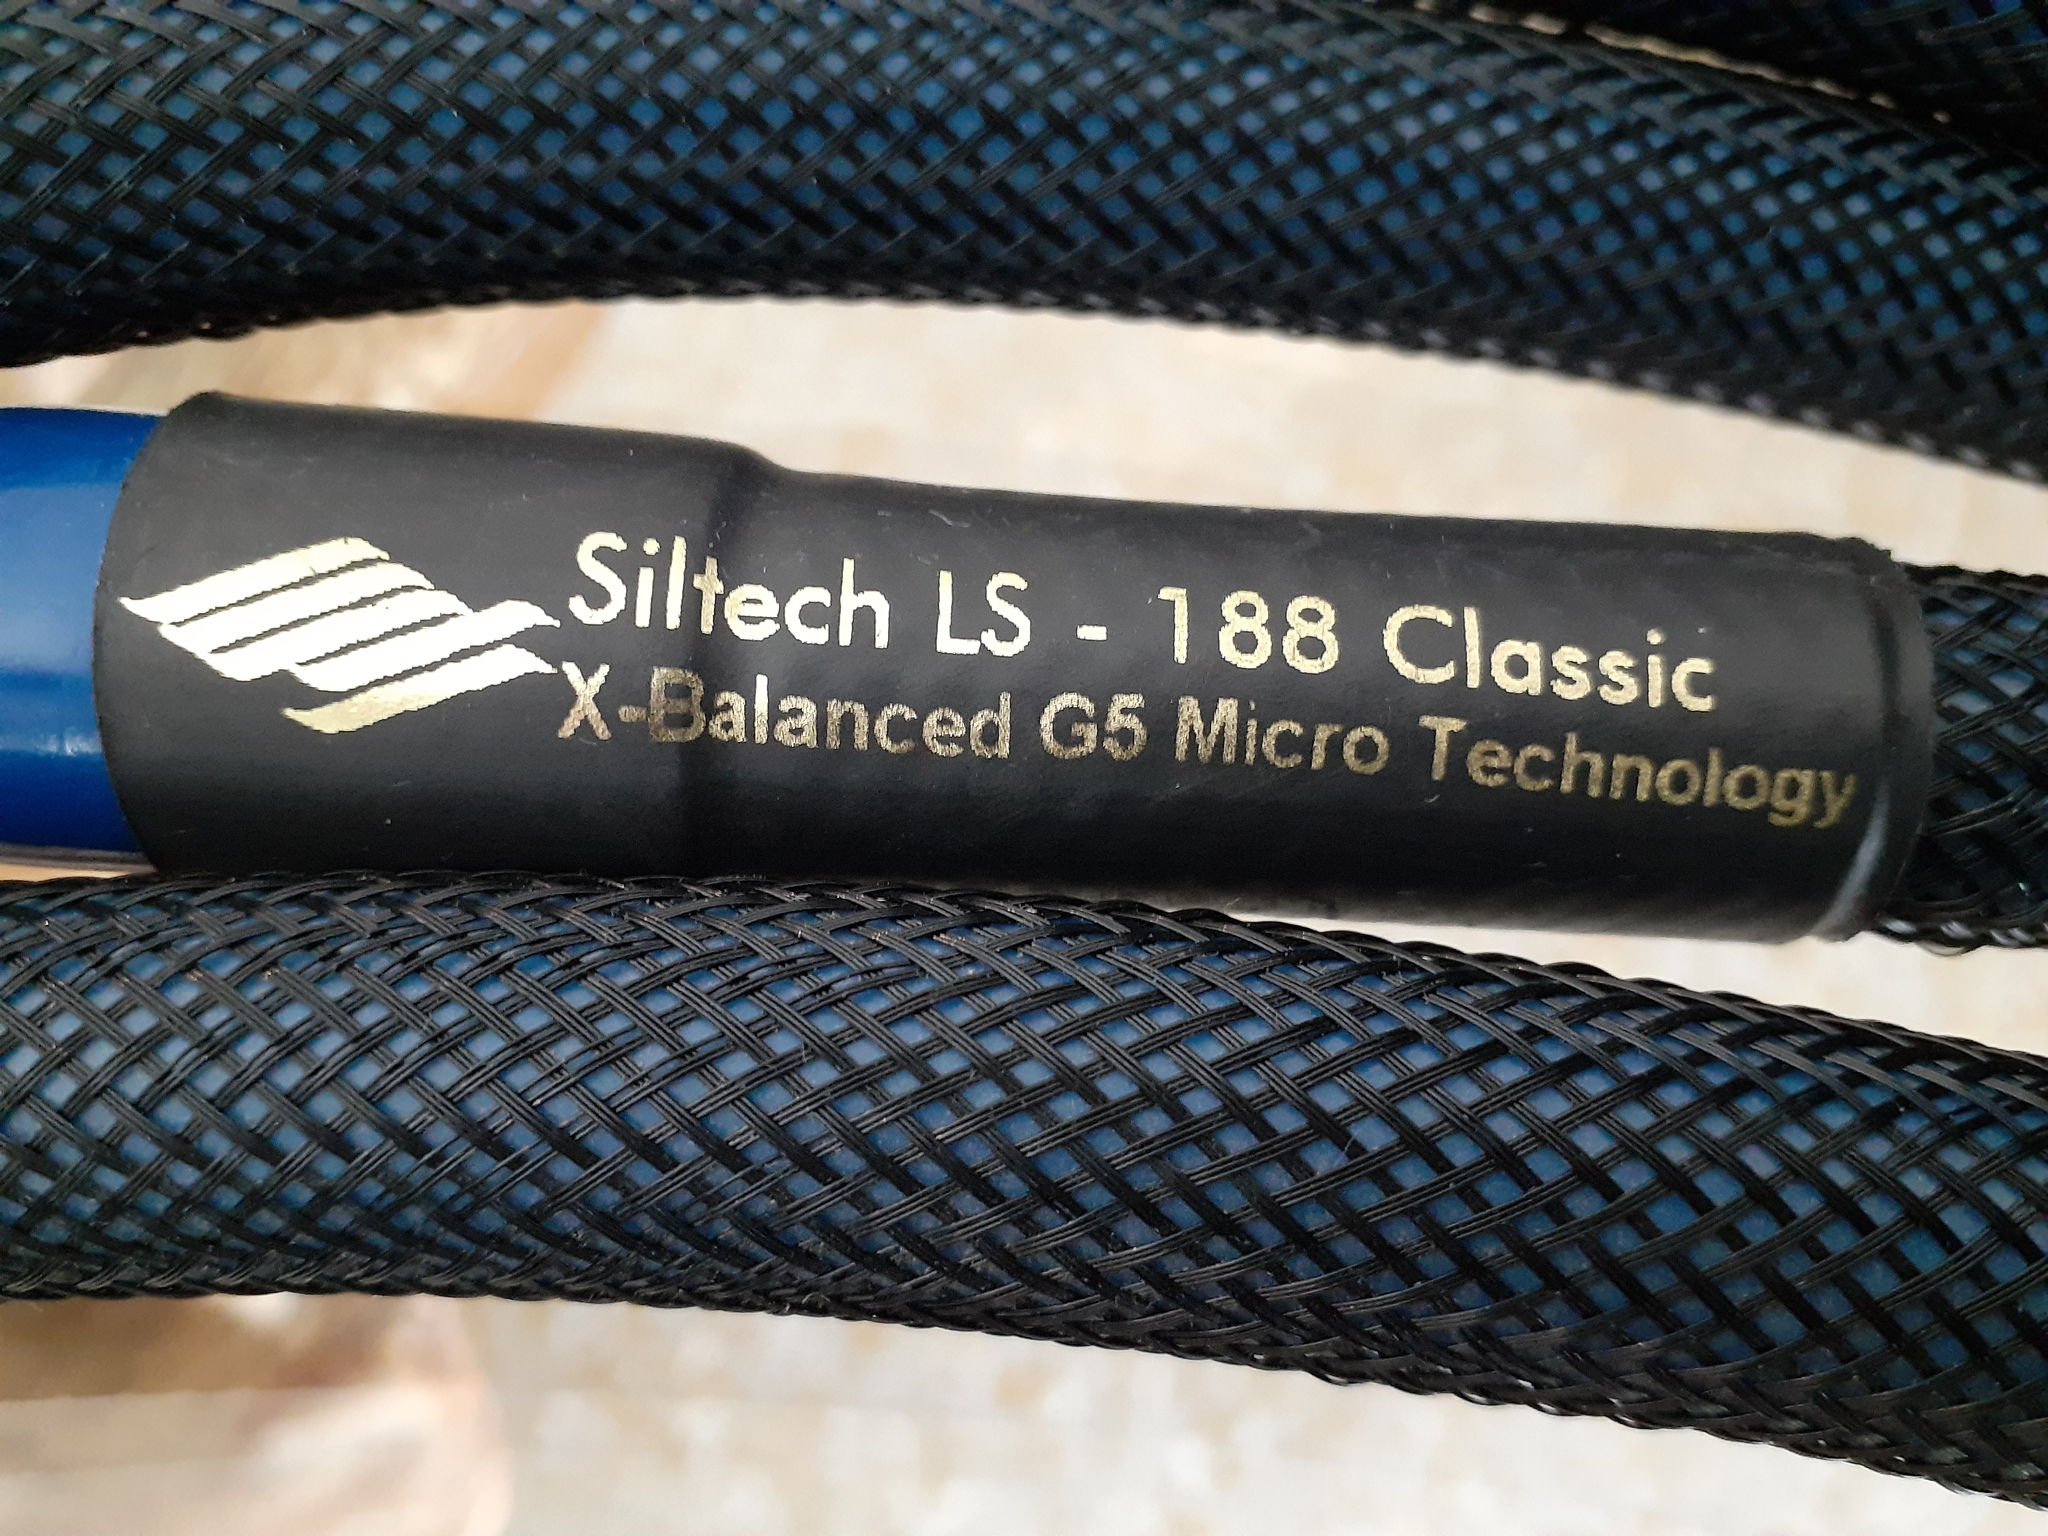 Siltech LS - 188 Classic
X-Balanced G5 Micro Technology